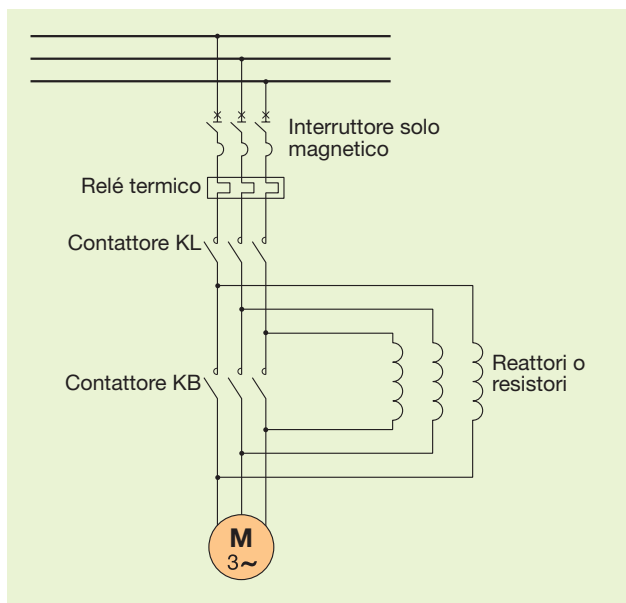 Interruttore solo
magnetico
Relé termico
Contattore KL
Contattore KB
Reattori o
resistori
M
3~